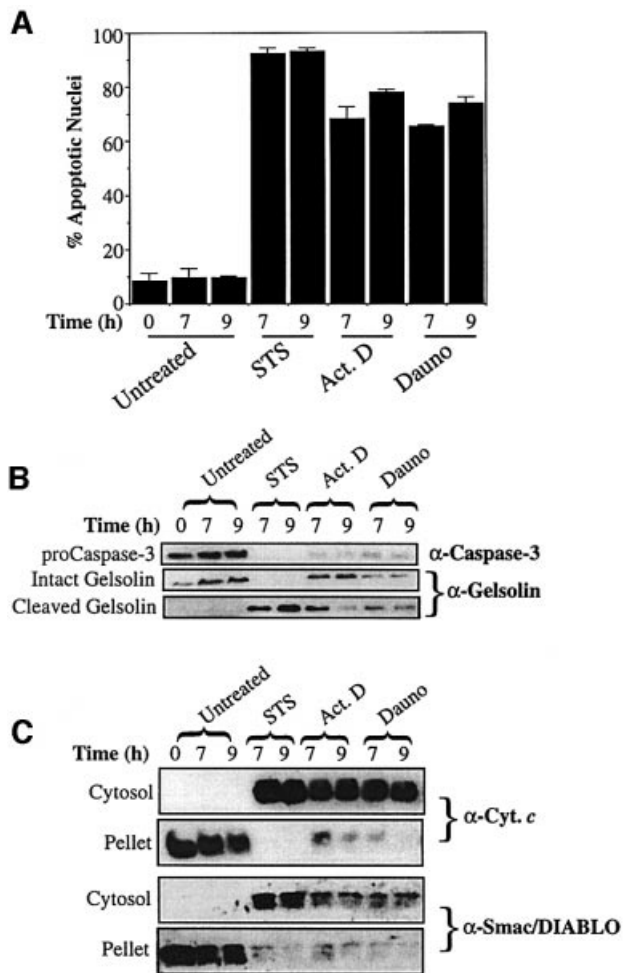 A
% Apoptotic Nuclei
100
80
60
40
20
0
Time (h) 0 7 9 7 9 7 9 7 9
Untreated STS Act. D Dauno
B
Untreated STS Act. D Dauno
Time (h) 0 7 9 7 9 7 9 7 9
proCaspase-3 α-Caspase-3
Intact Gelsolin
α-Gelsolin
Cleaved Gelsolin
C
Untreated STS Act. D Dauno
Time (h) 0 7 9 7 9 7 9 7 9
Cytosol
α-Cyt. c
Pellet
Cytosol
α-Smac/DIABLO
Pellet